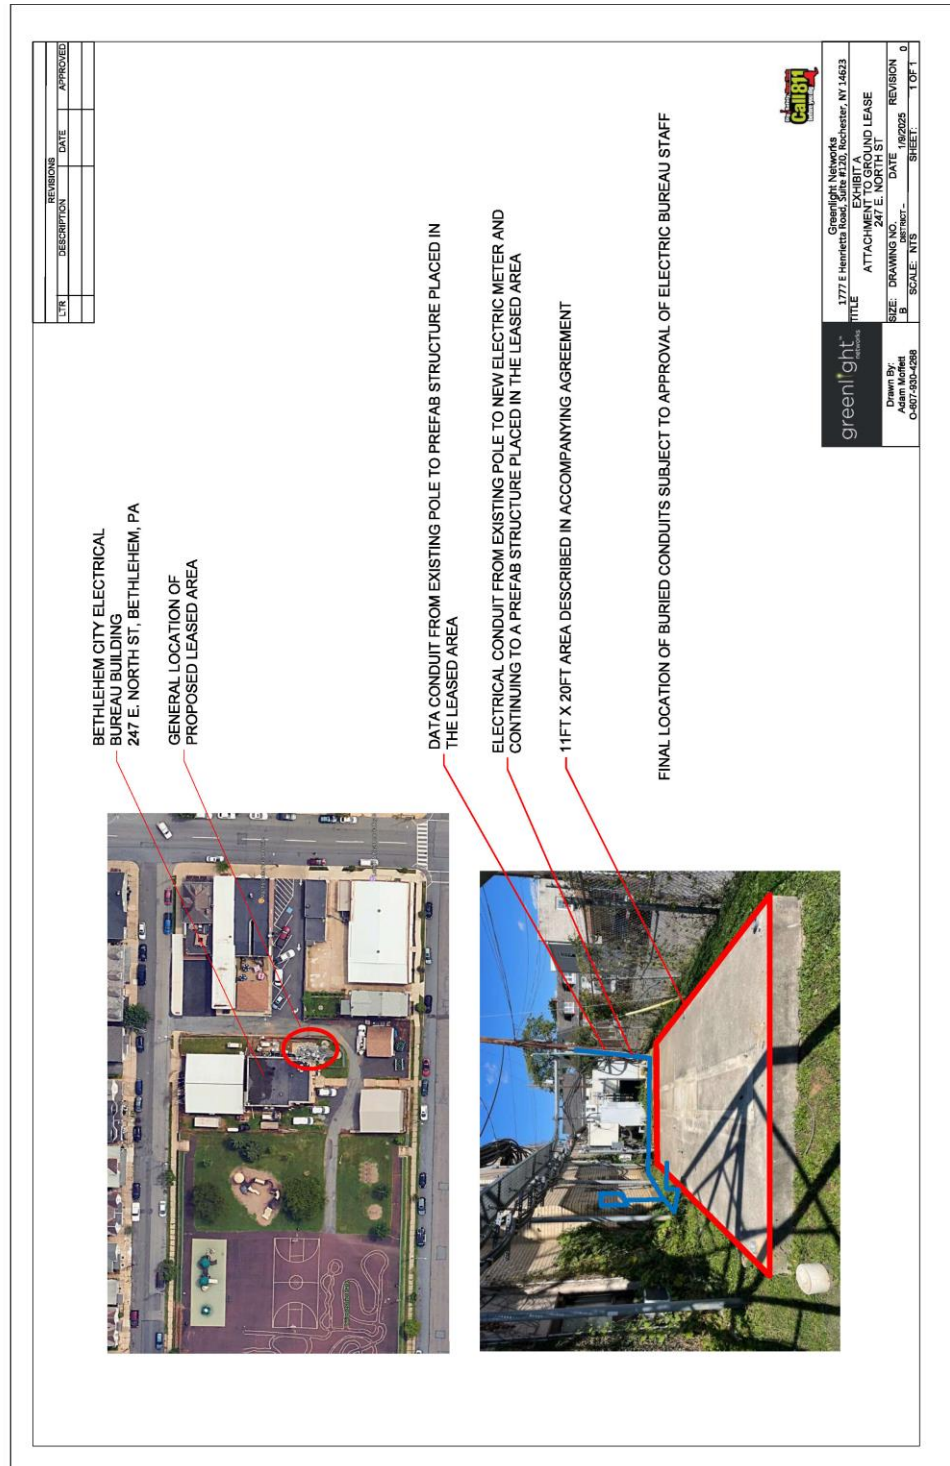 REVISIONS
LTR DESCRIPTION DATE APPROVED
BETHLEHEM CITY ELECTRICAL
BUREAU BUILDING
247 E. NORTH ST, BETHLEHEM, PA
GENERAL LOCATION OF
PROPOSED LEASED AREA
DATA CONDUIT FROM EXISTING POLE TO PREFAB STRUCTURE PLACED IN
THE LEASED AREA
ELECTRICAL CONDUIT FROM EXISTING POLE TO NEW ELECTRIC METER AND
CONTINUING TO A PREFAB STRUCTURE PLACED IN THE LEASED AREA
11FT X 20FT AREA DESCRIBED IN ACCOMPANYING AGREEMENT
FINAL LOCATION OF BURIED CONDUITS SUBJECT TO APPROVAL OF ELECTRIC BUREAU STAFF
Call 811
greenlight networks
Drawn By:
Adam Moffett
O-607-930-4268
Greenlight Networks
1777 E Henrietta Road, Suite #120, Rochester, NY 14623
TITLE
EXHIBIT A
ATTACHMENT TO GROUND LEASE
247 E. NORTH ST
SIZE: DRAWING NO. DATE REVISION
B DISTRICT - 1/9/2025 0
SCALE: NTS SHEET: 1 OF 1